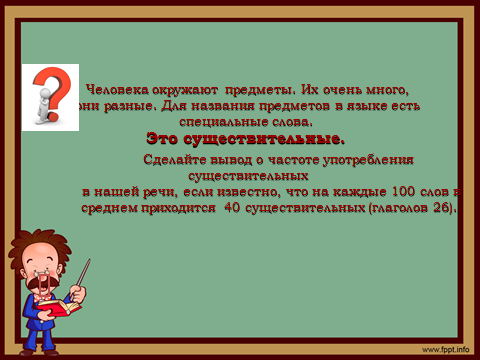 Человека окружают предметы. Их очень много,
они разные. Для названия предметов в языке есть
специальные слова.
Это существительные.
Сделайте вывод о частоте употребления
существительных
в нашей речи, если известно, что на каждые 100 слов в
среднем приходится 40 существительных (глаголов 26).
www.fppt.info